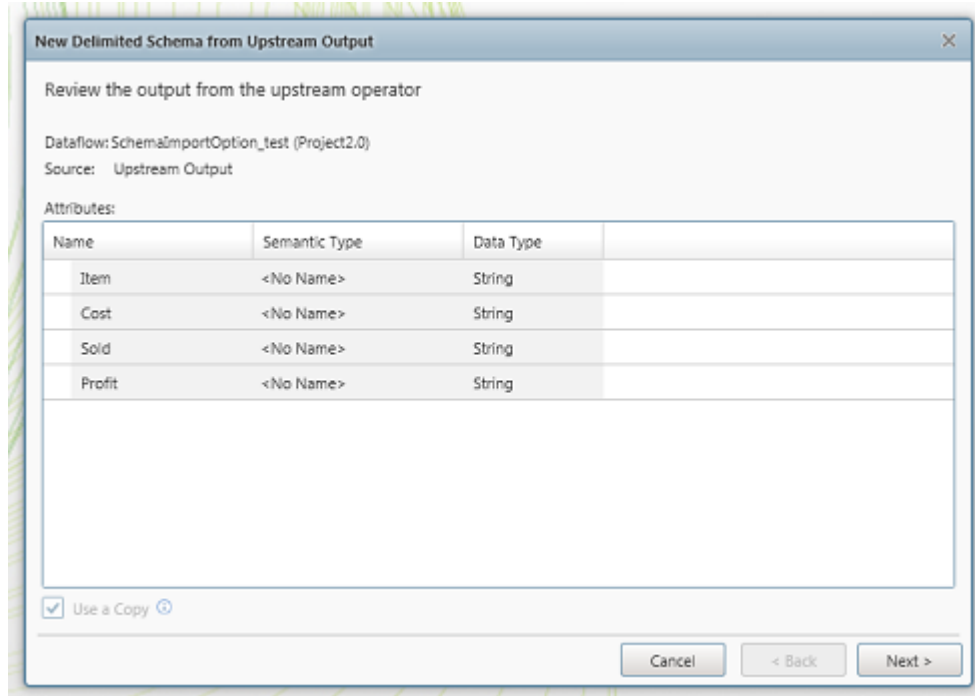 New Delimited Schema from Upstream Output
Review the output from the upstream operator
Dataflow: SchemaImportOption_test (Project2.0)
Source: Upstream Output
Attributes:
Name Semantic Type Data Type
Item <No Name> String
Cost <No Name> String
Sold <No Name> String
Profit <No Name> String
Use a Copy
Cancel < Back Next >